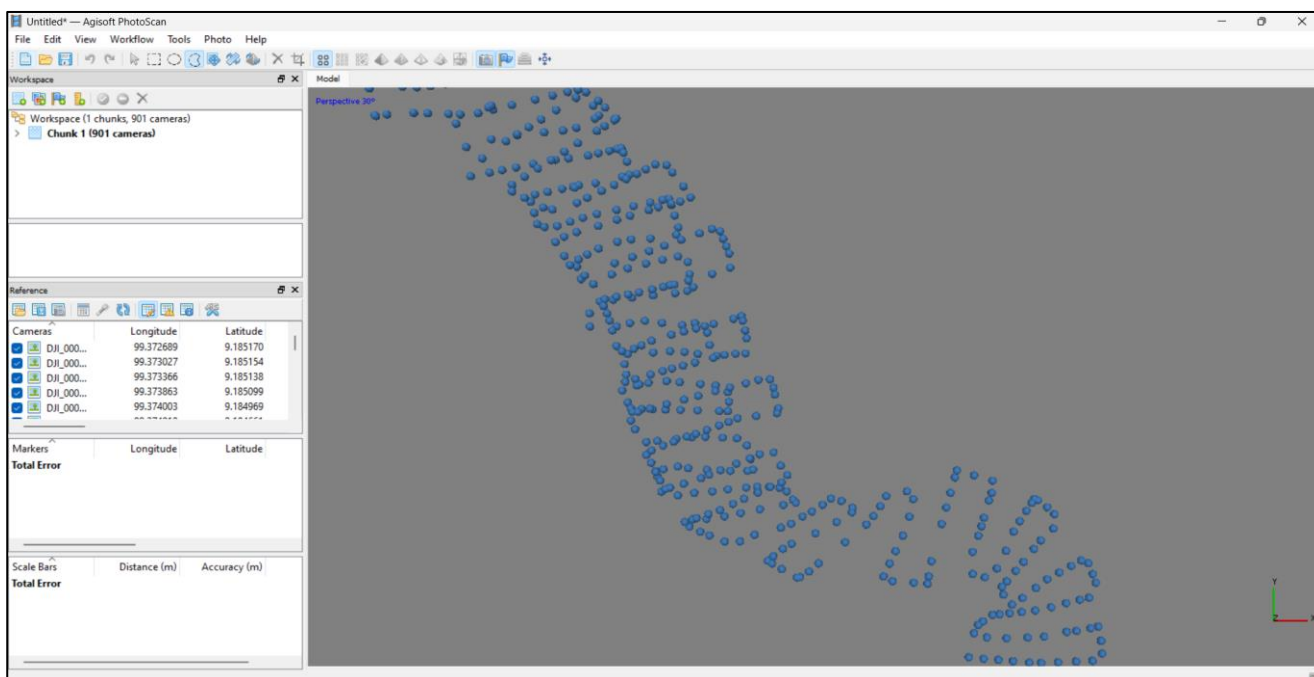 Untitled* — Agisoft PhotoScan
File Edit View Workflow Tools Photo Help
Workspace
Model
Perspective 30°
Workspace (1 chunks, 901 cameras)
Chunk 1 (901 cameras)
Reference
Cameras Longitude Latitude
DJI_000... 99.372689 9.185170
DJI_000... 99.373027 9.185154
DJI_000... 99.373366 9.185138
DJI_000... 99.373863 9.185099
DJI_000... 99.374003 9.184969
Markers Longitude Latitude
Total Error
Scale Bars Distance (m) Accuracy (m)
Total Error
Y
Z
X